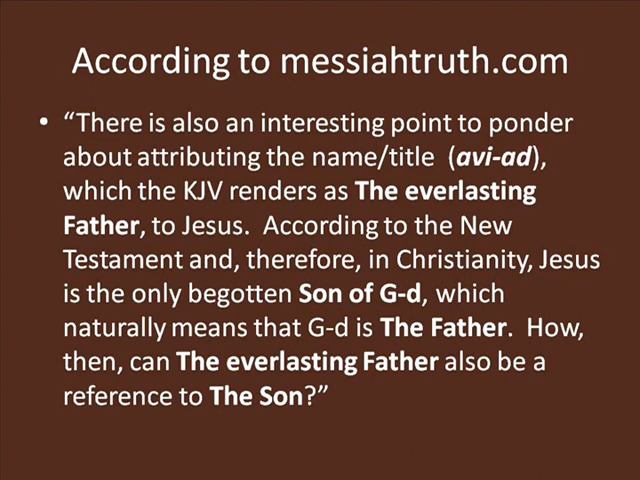 According to messiahtruth.com
• “There is also an interesting point to ponder
about attributing the name/title (avi-ad),
which the KJV renders as The everlasting
Father, to Jesus. According to the New
Testament and, therefore, in Christianity, Jesus
is the only begotten Son of G-d, which
naturally means that G-d is The Father. How,
then, can The everlasting Father also be a
reference to The Son?”